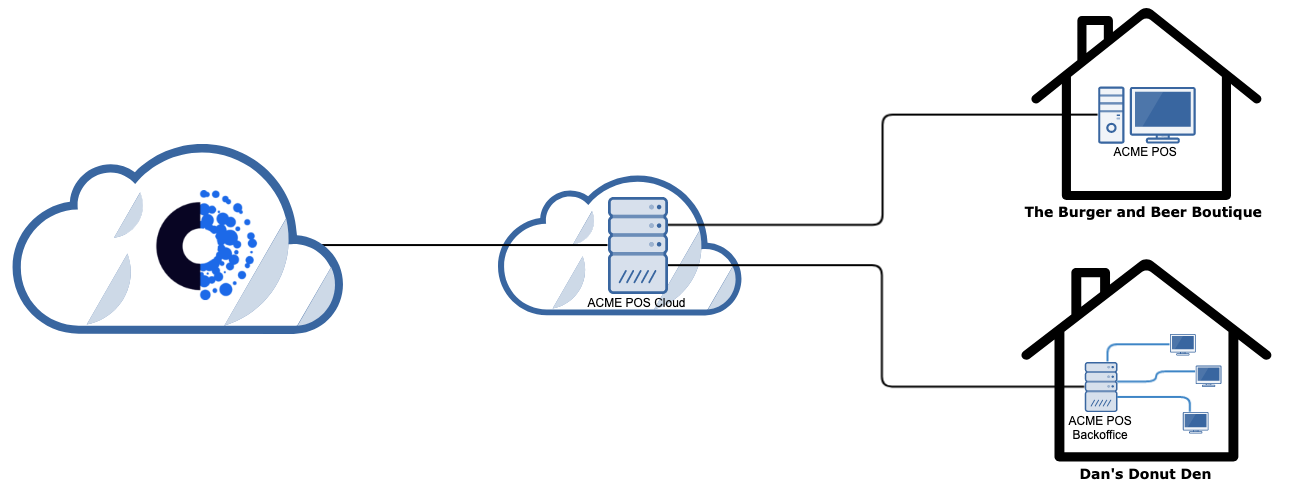 ACME POS
The Burger and Beer Boutique
ACME POS Cloud
ACME POS
Backoffice
Dan's Donut Den